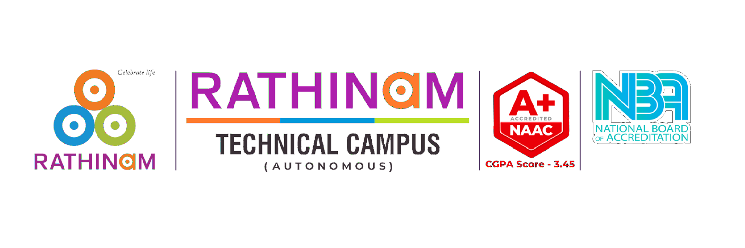 Celebrate life
RATHINAM
RATHINAM
TECHNICAL CAMPUS
(AUTONOMOUS)
A+
ACCREDITED
NAAC
CGPA Score - 3.45
NBA
NATIONAL BOARD
OF ACCREDITATION